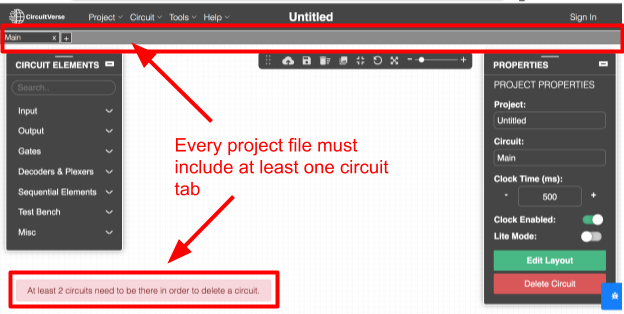 CircuitVerse Project Circuit Tools Help Untitled Sign In
Main x +
CIRCUIT ELEMENTS
Search..
Input
Output
Gates
Decoders & Plexers
Sequential Elements
Test Bench
Misc
Every project file must
include at least one circuit
tab
PROPERTIES
PROJECT PROPERTIES
Project:
Untitled
Circuit:
Main
Clock Time (ms):
- 500 +
Clock Enabled:
Lite Mode:
Edit Layout
Delete Circuit
At least 2 circuits need to be there in order to delete a circuit.